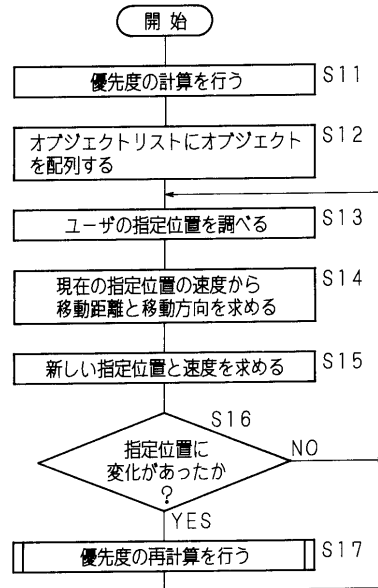 開始
優先度の計算を行う
S11
オブジェクトリストにオブジェクト
を配列する
S12
ユーザの指定位置を調べる
S13
現在の指定位置の速度から
移動距離と移動方向を求める
S14
新しい指定位置と速度を求める
S15
S16
指定位置に
変化があったか
?
NO
YES
優先度の再計算を行う
S17